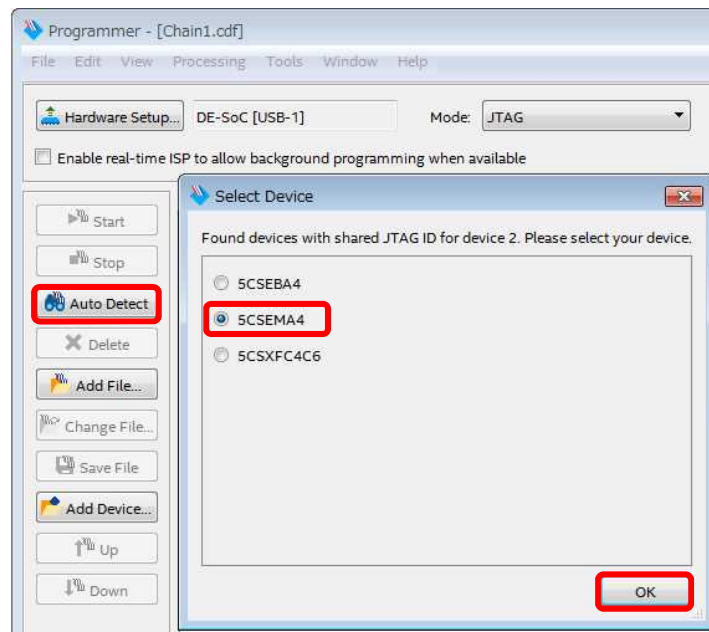 Programmer - [Chain1.cdf]
File Edit View Processing Tools Window Help
Hardware Setup... DE-SoC [USB-1] Mode: JTAG
Enable real-time ISP to allow background programming when available
Select Device
Found devices with shared JTAG ID for device 2. Please select your device.
5CSEBA4
5CSEMA4
5CSXFC4C6
OK
Start
Stop
Auto Detect
Delete
Add File...
Change File...
Save File
Add Device...
Up
Down